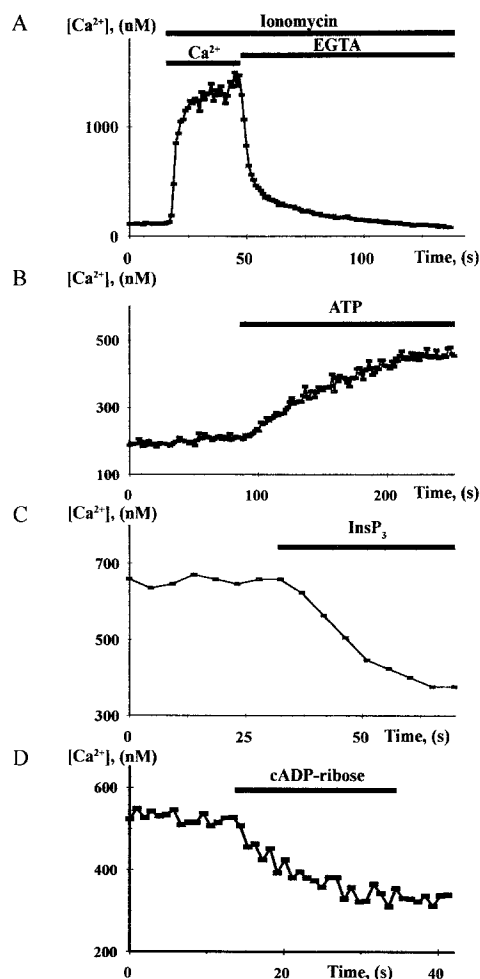 A
[Ca²⁺], (nM)
Ionomycin
Ca²⁺
EGTA
1000
0
0
50
100
Time, (s)
B
[Ca²⁺], (nM)
ATP
500
300
100
0
100
200
Time, (s)
C
[Ca²⁺], (nM)
InsP₃
700
500
300
0
25
50
Time, (s)
D
[Ca²⁺], (nM)
cADP-ribose
600
400
200
0
20
40
Time, (s)